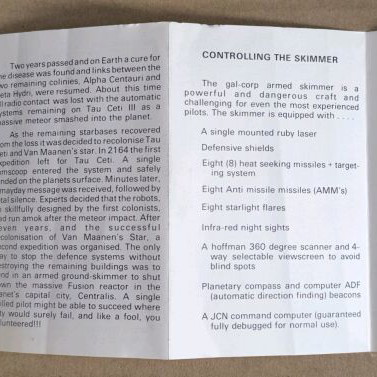 Two years passed and on Earth a cure for
the disease was found and links between the
two remaining colinies, Alpha Centauri and
Beta Hydri, were resumed. About this time
all radio contact was lost with the automatic
systems remaining on Tau Ceti III as a
massive meteor smashed into the planet.
As the remaining starbases recovered
from the loss it was decided to recolonise Tau
and Van Maanen's star. In 2164 the first
expedition left for Tau Ceti. A single
ramscoop entered the system and safely
landed on the planets surface. Minutes later,
mayday message was received, followed by
total silence. Experts decided that the robots,
skillfully designed by the first colonists,
had run amok after the meteor impact. After
seven years, and the successful
recolonisation of Van Maanen's Star, a
second expedition was organised. The only
way to stop the defence systems without
destroying the remaining buildings was to
land in an armed ground-skimmer to shut
down the massive Fusion reactor in the
planet's capital city, Centralis. A single
skilled pilot might be able to succeed where
would surely fail, and like a fool, you
volunteered!!!
CONTROLLING THE SKIMMER
The gal-corp armed skimmer is a
powerful and dangerous craft and
challenging for even the most experienced
pilots. The skimmer is equipped with . . . .
A single mounted ruby laser
Defensive shields
Eight (8) heat seeking missiles + target-
ing system
Eight Anti missile missiles (AMM's)
Eight starlight flares
Infra-red night sights
A hoffman 360 degree scanner and 4-
way selectable viewscreen to avoid
blind spots
Planetary compass and computer ADF
(automatic direction finding) beacons
A JCN command computer (guaranteed
fully debugged for normal use).